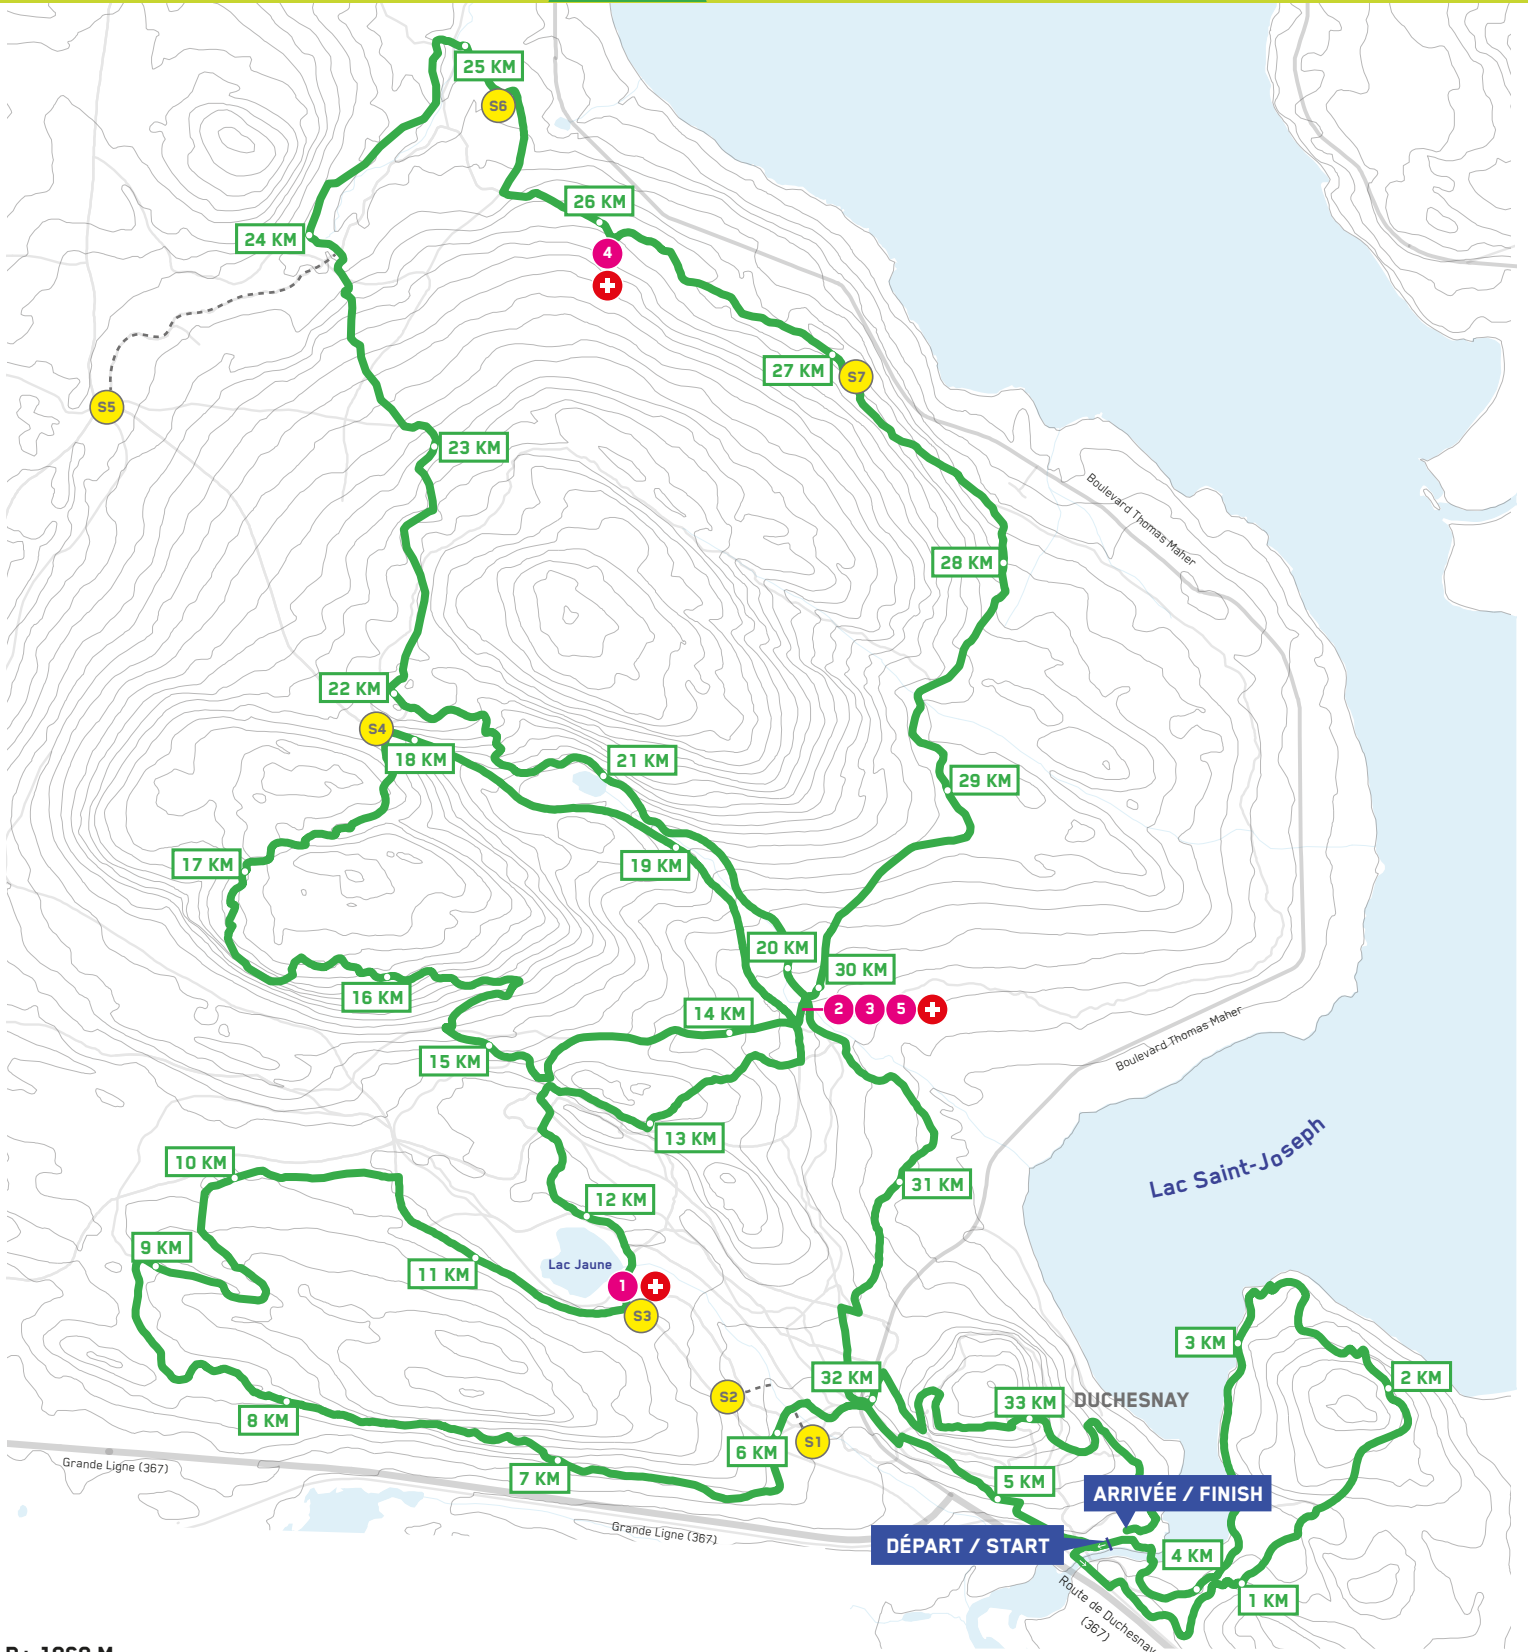 25 KM
S6
26 KM
24 KM
4
27 KM
S7
S5
23 KM
Boulevard Thomas Maher
28 KM
22 KM
S4
18 KM
21 KM
29 KM
17 KM
19 KM
20 KM
30 KM
16 KM
2 3 5
14 KM
Boulevard Thomas Maher
15 KM
13 KM
10 KM
Lac Saint-Joseph
31 KM
12 KM
9 KM
Lac Jaune
11 KM
1
S3
3 KM
32 KM
2 KM
S2
33 KM
DUCHESNAY
8 KM
S1
6 KM
Grande Ligne (367)
7 KM
5 KM
ARRIVÉE / FINISH
Grande Ligne (367)
DÉPART / START
4 KM
1 KM
Route de Duchesnay
(367)